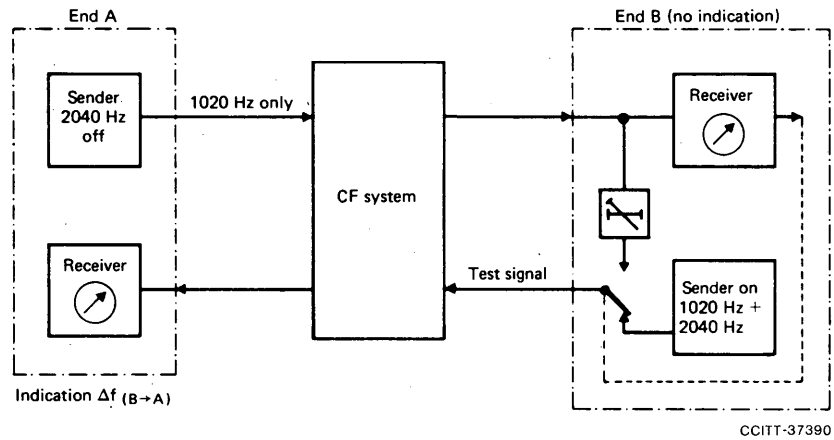 End A
End B (no indication)
Sender
2040 Hz
off
1020 Hz only
Receiver
CF system
Receiver
Test signal
Sender on
1020 Hz +
2040 Hz
Indication Δf (B→A)
CCITT-37390